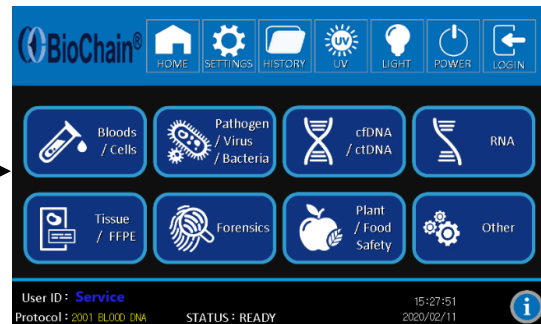 BioChain®
HOME SETTINGS HISTORY UV LIGHT POWER LOGIN
UV
Bloods
/ Cells
Pathogen
/ Virus
/ Bacteria
cfDNA
/ ctDNA
RNA
Tissue
/ FFPE
Forensics
Plant
/ Food
Safety
Other
User ID : Service
Protocol : 2001 BLOOD DNA
STATUS : READY
15:27:51
2020/02/11
i